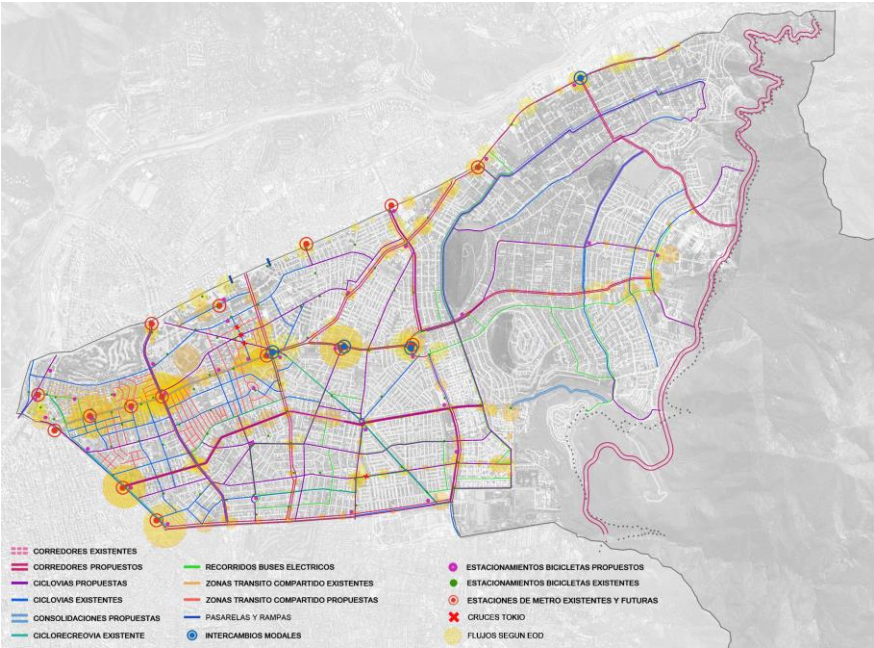 CORREDORES EXISTENTES
CORREDORES PROPUESTOS
CICLOVIAS PROPUESTAS
CICLOVIAS EXISTENTES
CONSOLIDACIONES PROPUESTAS
CICLORECREOVIA EXISTENTE
RECORRIDOS BUSES ELECTRICOS
ZONAS TRANSITO COMPARTIDO EXISTENTES
ZONAS TRANSITO COMPARTIDO PROPUESTAS
PASARELAS Y RAMPAS
INTERCAMBIOS MODALES
ESTACIONAMIENTOS BICICLETAS PROPUESTOS
ESTACIONAMIENTOS BICICLETAS EXISTENTES
ESTACIONES DE METRO EXISTENTES Y FUTURAS
CRUCES TOKIO
FLUJOS SEGUN EOD